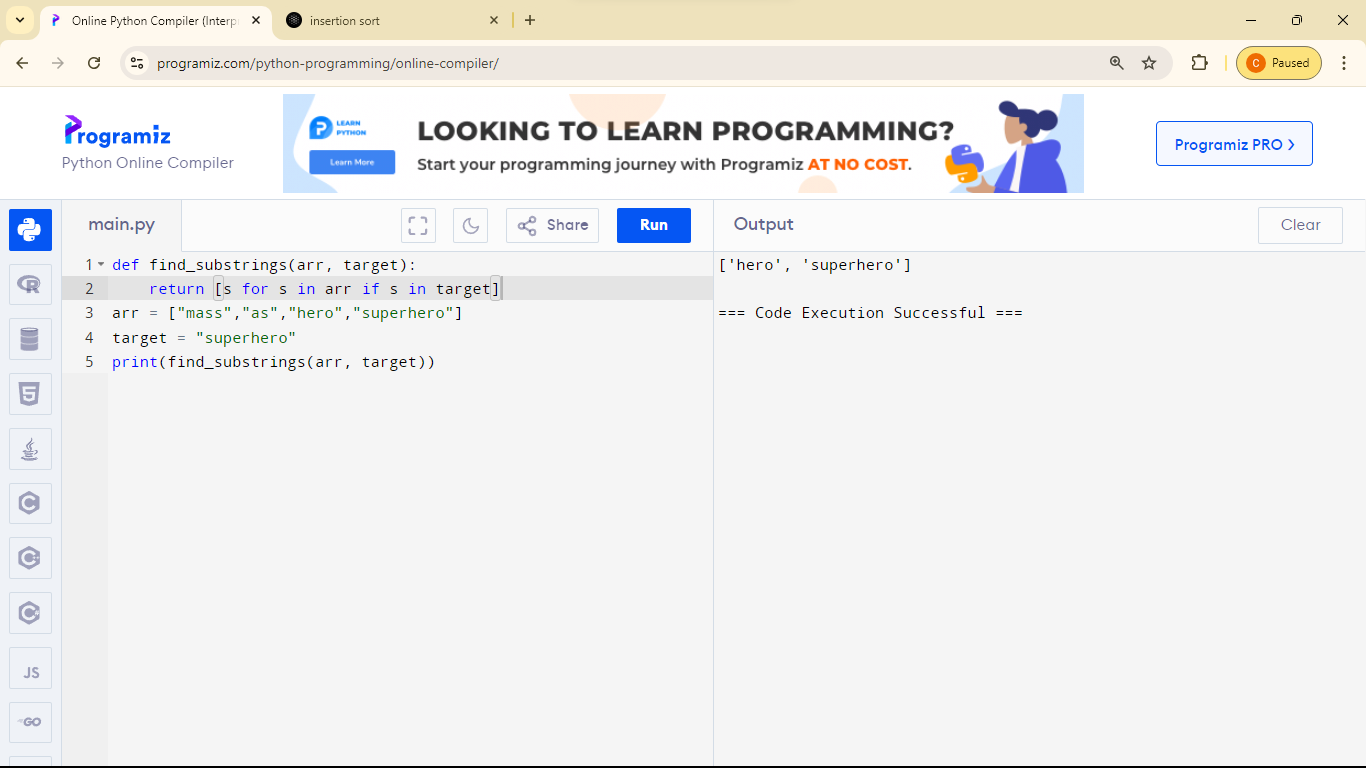 Online Python Compiler (Interp
insertion sort
programiz.com/python-programming/online-compiler/
C Paused
Programiz
Python Online Compiler
LEARN
PYTHON
Learn More
LOOKING TO LEARN PROGRAMMING?
Start your programming journey with Programiz AT NO COST.
Programiz PRO >
main.py
Share
Run
Output
Clear
1 def find_substrings(arr, target):
2     return [s for s in arr if s in target]
3 arr = ["mass","as","hero","superhero"]
4 target = "superhero"
5 print(find_substrings(arr, target))
['hero', 'superhero']
=== Code Execution Successful ===
R
5
C
C
C
JS
GO